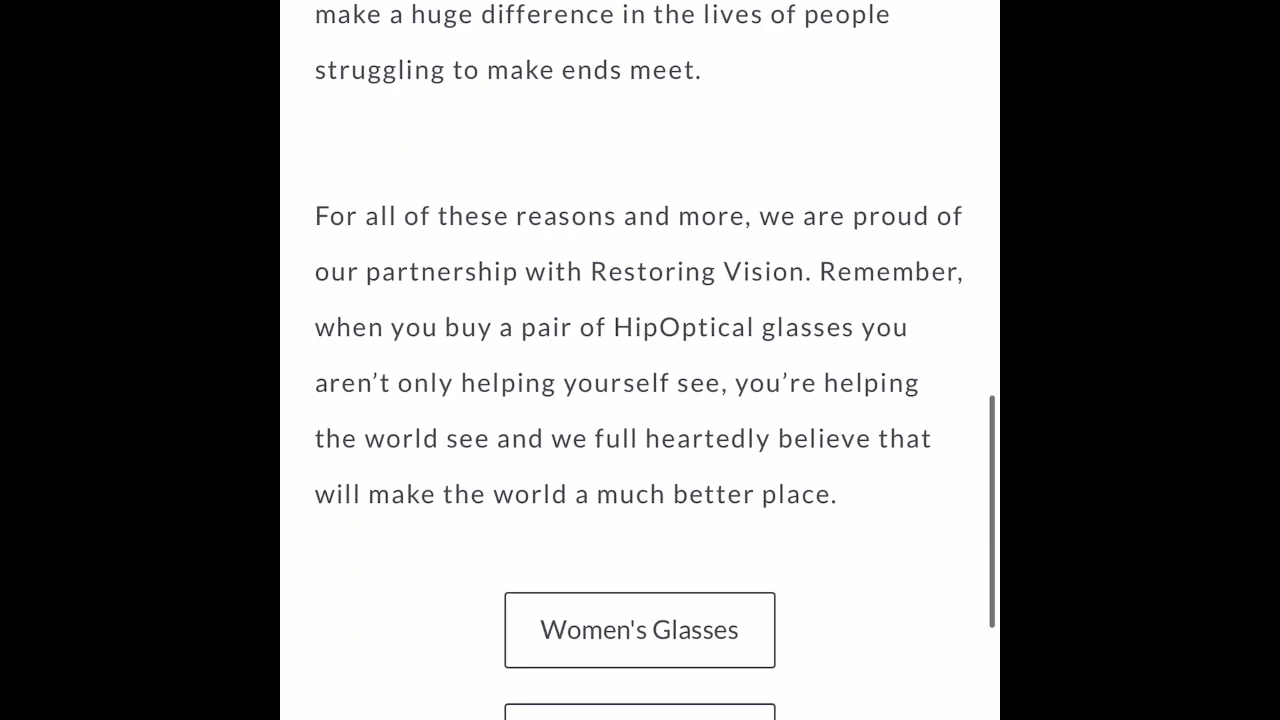 make a huge difference in the lives of people
struggling to make ends meet.
For all of these reasons and more, we are proud of
our partnership with Restoring Vision. Remember,
when you buy a pair of HipOptical glasses you
aren’t only helping yourself see, you’re helping
the world see and we full heartedly believe that
will make the world a much better place.
Women's Glasses